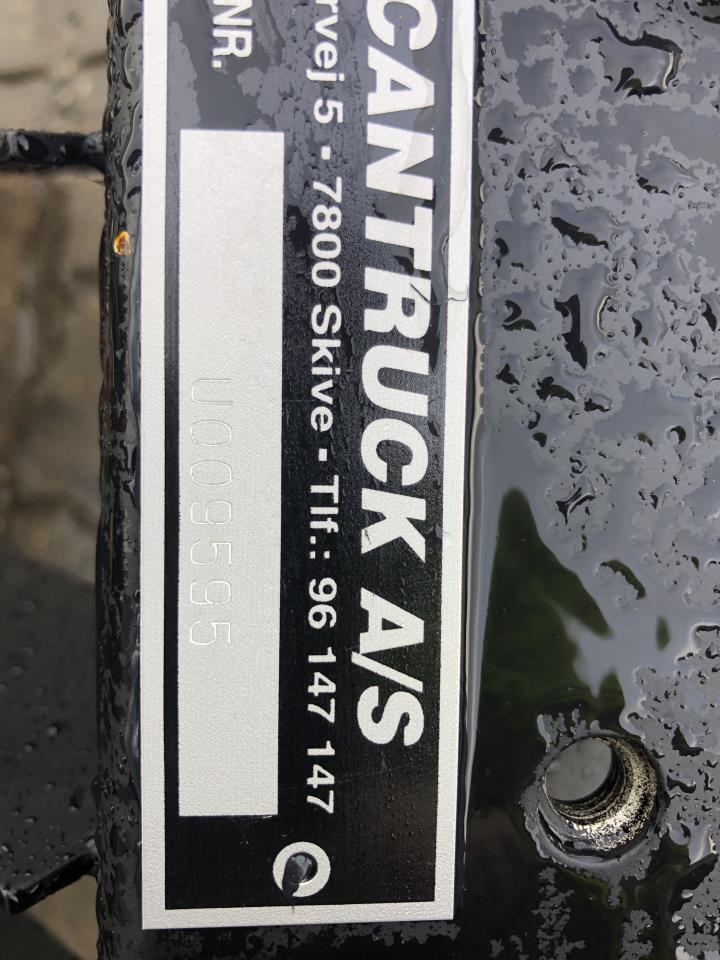 CANTRUCK A/S
rvej 5 - 7800 Skive - Tlf.: 96 147 147
NR. U009595